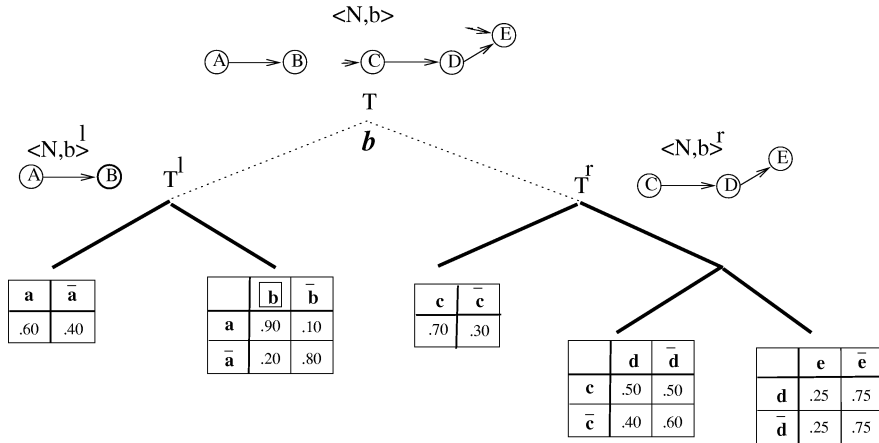 <N,b>
A B C D E
T
b
<N,b>l
A B
Tl
Tr
<N,b>r
C D E
a a̅
.60 .40
b b̅
a .90 .10
a̅ .20 .80
c c̅
.70 .30
d d̅
c .50 .50
c̅ .40 .60
e e̅
d .25 .75
d̅ .25 .75